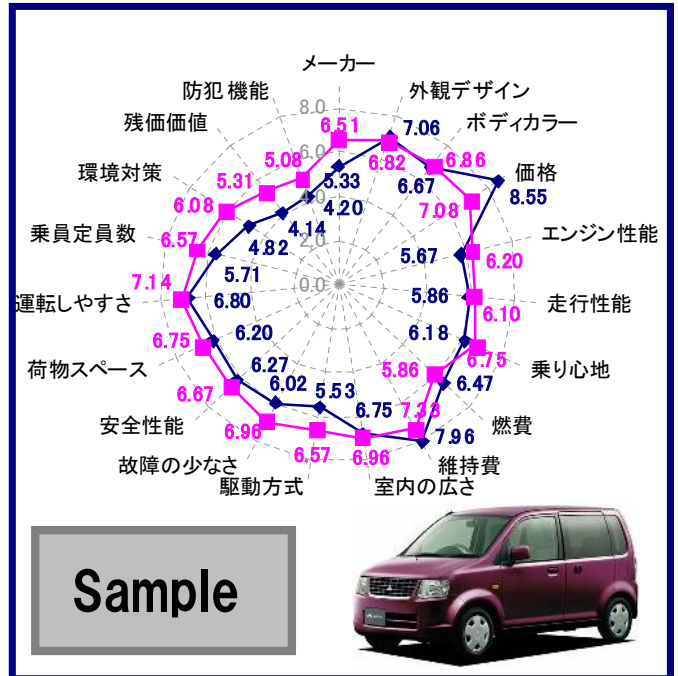 メーカー
防犯機能
外観デザイン
8.0
残価価値
6.51
7.06
ボディカラー
6.0
5.08
6.82
6.86
環境対策
5.31
5.33
6.67
価格
6.08
4.0
4.20
7.08
8.55
乗員定員数
6.57
4.14
エンジン性能
4.82
2.0
5.67
6.20
7.14
5.71
運転しやすさ
6.80
0.0
5.86
6.10
走行性能
6.75
6.20
6.18
6.75
荷物スペース
5.86
乗り心地
6.67
6.27
6.47
安全性能
6.02
5.53
6.75
7.33
燃費
6.96
7.96
故障の少なさ
6.57
6.96
維持費
駆動方式
室内の広さ
Sample